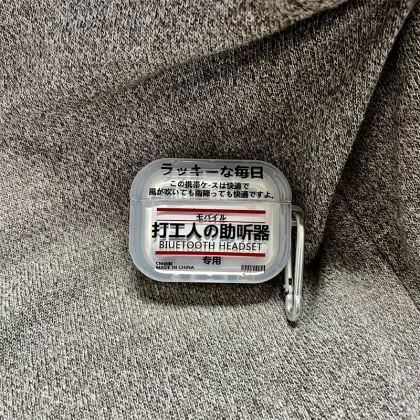 ラッキーな毎日
この携帯ケースは快適で
風が吹いても雨降っても快適ですよ。
モバイル
打工人の助听器
BIUETOOTH HEADSET
专用
MADE IN CHINA